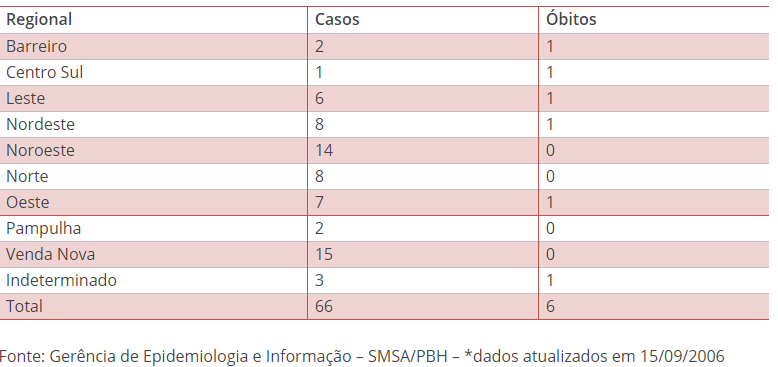 Regional Casos Óbitos
Barreiro 2 1
Centro Sul 1 1
Leste 6 1
Nordeste 8 1
Noroeste 14 0
Norte 8 0
Oeste 7 1
Pampulha 2 0
Venda Nova 15 0
Indeterminado 3 1
Total 66 6
Fonte: Gerência de Epidemiologia e Informação – SMSA/PBH – *dados atualizados em 15/09/2006